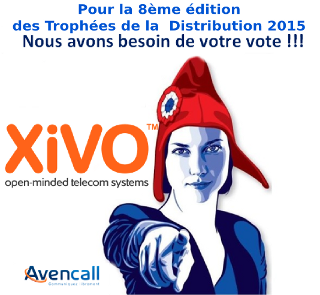 Pour la 8ème édition
des Trophées de la Distribution 2015
Nous avons besoin de votre vote !!!
XiVO™
open-minded telecom systems
Avencall